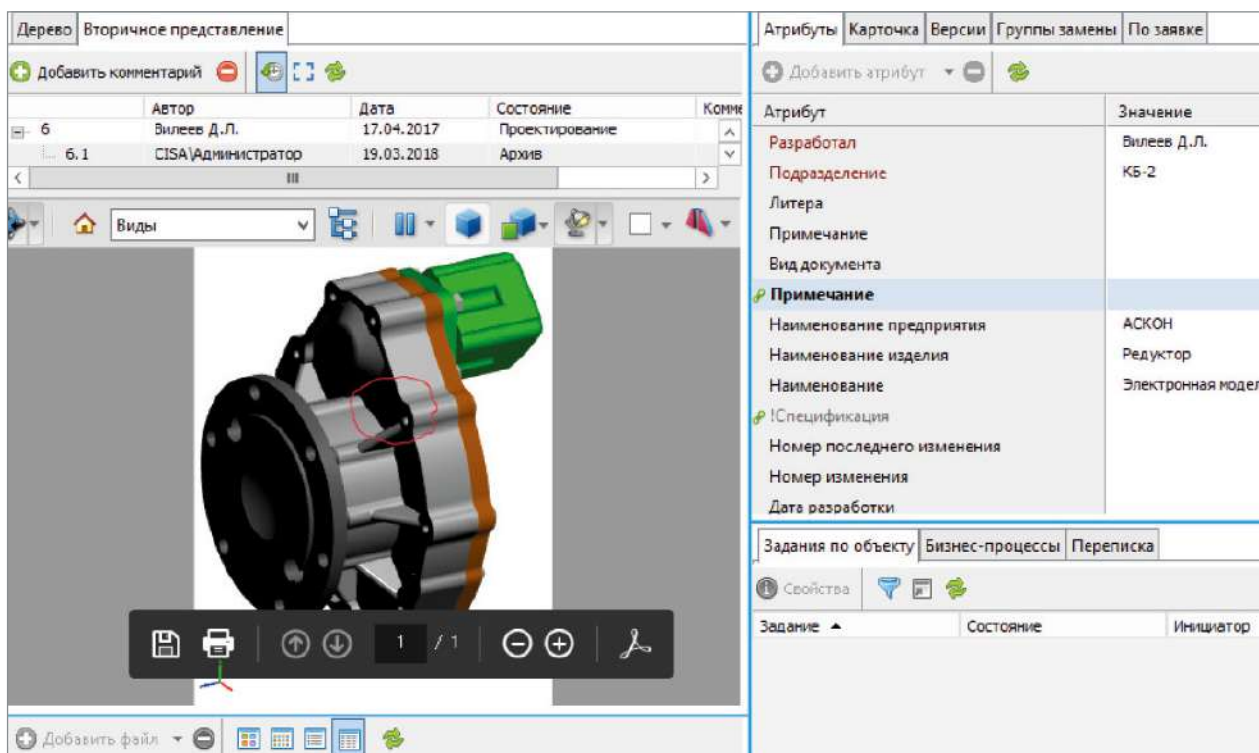 Дерево Вторичное представление
Добавить комментарий
Автор Дата Состояние Комме
6 Вилеев Д.Л. 17.04.2017 Проектирование
6.1 CISA\Администратор 19.03.2018 Архив
Виды
1 / 1
Добавить файл
Атрибуты Карточка Версии Группы замены По заявке
Добавить атрибут
Атрибут Значение
Разработал Вилеев Д.Л.
Подразделение КБ-2
Литера
Примечание
Вид документа
Примечание
Наименование предприятия АСКОН
Наименование изделия Редуктор
Наименование Электронная модел
!Спецификация
Номер последнего изменения
Номер изменения
Дата разработки
Задания по объекту Бизнес-процессы Переписка
Свойства
Задание Состояние Инициатор